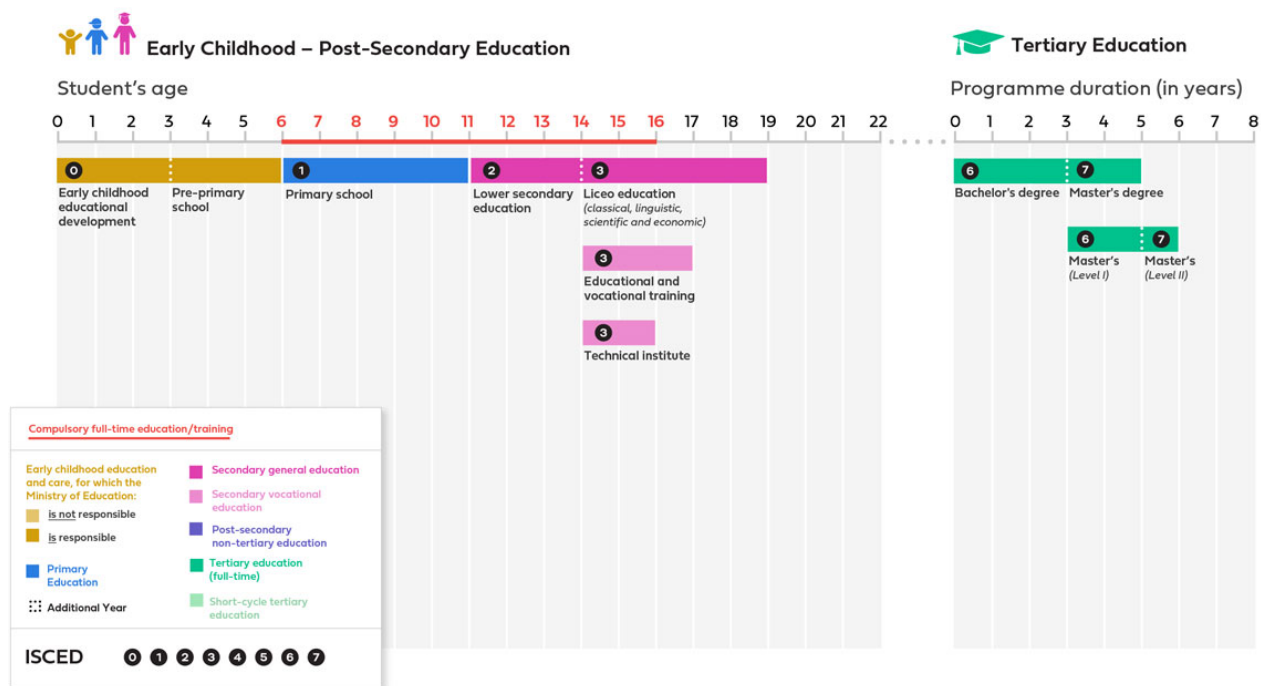 Early Childhood – Post-Secondary Education
Student's age
0 1 2 3 4 5 6 7 8 9 10 11 12 13 14 15 16 17 18 19 20 21 22
0
Early childhood
educational
development
Pre-primary
school
1
Primary school
2
Lower secondary
education
3
Liceo education
(classical, linguistic,
scientific and economic)
3
Educational and
vocational training
3
Technical institute
Tertiary Education
Programme duration (in years)
0 1 2 3 4 5 6 7 8
6
Bachelor's degree
7
Master's degree
6
Master's
(Level I)
7
Master's
(Level II)
Compulsory full-time education/training
Early childhood education
and care, for which the
Ministry of Education:
is not responsible
is responsible
Primary
Education
Additional Year
Secondary general education
Secondary vocational
education
Post-secondary
non-tertiary education
Tertiary education
(full-time)
Short-cycle tertiary
education
ISCED 0 1 2 3 4 5 6 7